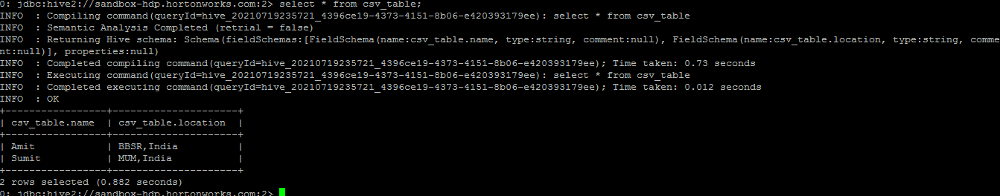 0: jdbc:hive2://sandbox-hdp.hortonworks.com:2> select * from csv_table;
INFO  : Compiling command(queryId=hive_20210719235721_4396ce19-4373-4151-8b06-e420393179ee): select * from csv_table
INFO  : Semantic Analysis Completed (retrial = false)
INFO  : Returning Hive schema: Schema(fieldSchemas:[FieldSchema(name:csv_table.name, type:string, comment:null), FieldSchema(name:csv_table.location, type:string, comme
nt:null)], properties:null)
INFO  : Completed compiling command(queryId=hive_20210719235721_4396ce19-4373-4151-8b06-e420393179ee); Time taken: 0.73 seconds
INFO  : Executing command(queryId=hive_20210719235721_4396ce19-4373-4151-8b06-e420393179ee): select * from csv_table
INFO  : Completed executing command(queryId=hive_20210719235721_4396ce19-4373-4151-8b06-e420393179ee); Time taken: 0.012 seconds
INFO  : OK
+-----------------+---------------------+
| csv_table.name  | csv_table.location  |
+-----------------+---------------------+
| Amit            | BBSR,India          |
| Sumit           | MUM,India           |
+-----------------+---------------------+
2 rows selected (0.882 seconds)
0: jdbc:hive2://sandbox-hdp.hortonworks.com:2>